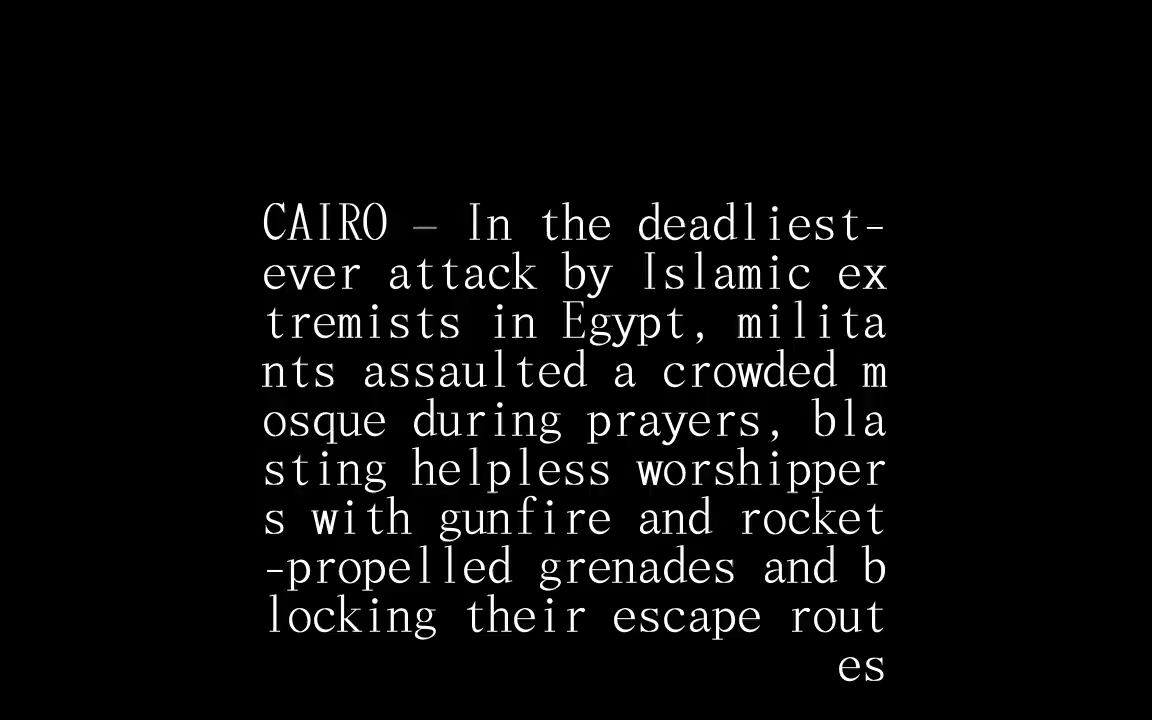 CAIRO — In the deadliest-
ever attack by Islamic ex
tremists in Egypt, milita
nts assaulted a crowded m
osque during prayers, bla
sting helpless worshipper
s with gunfire and rocket
-propelled grenades and b
locking their escape rout
es